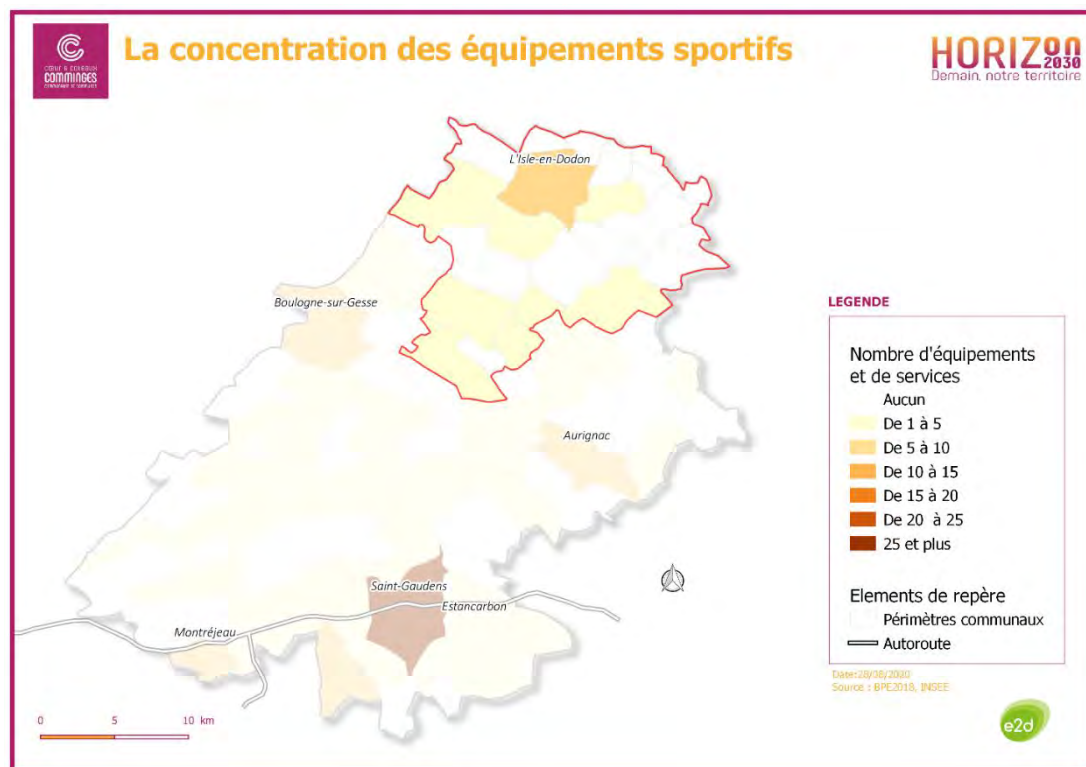 La concentration des équipements sportifs
CŒUR & COTEAUX
COMMINGES
HORIZON
2030
Demain, notre territoire
L'Isle-en-Dodon
Boulogne-sur-Gesse
Aurignac
Saint-Gaudens
Estancarbon
Montréjeau
0 5 10 km
LEGENDE
Nombre d'équipements
et de services
Aucun
De 1 à 5
De 5 à 10
De 10 à 15
De 15 à 20
De 20 à 25
25 et plus
Elements de repère
Périmètres communaux
Autoroute
Date:28/08/2020
Source : BPE2018, INSEE
e2d